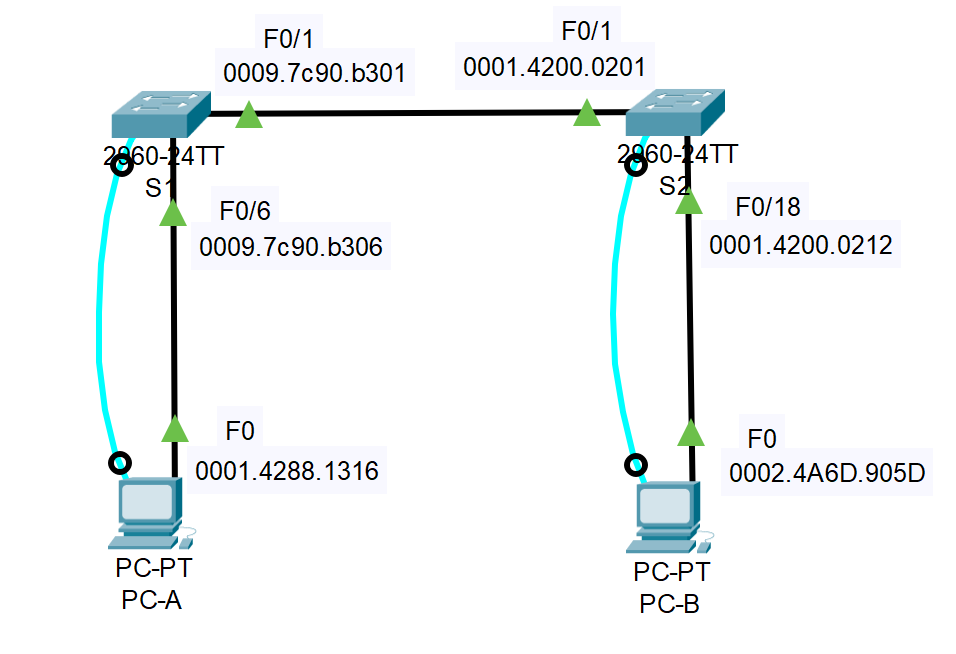 F0/1
0009.7c90.b301
F0/1
0001.4200.0201
2960-24TT
S1
2960-24TT
S2
F0/6
0009.7c90.b306
F0/18
0001.4200.0212
F0
0001.4288.1316
F0
0002.4A6D.905D
PC-PT
PC-A
PC-PT
PC-B